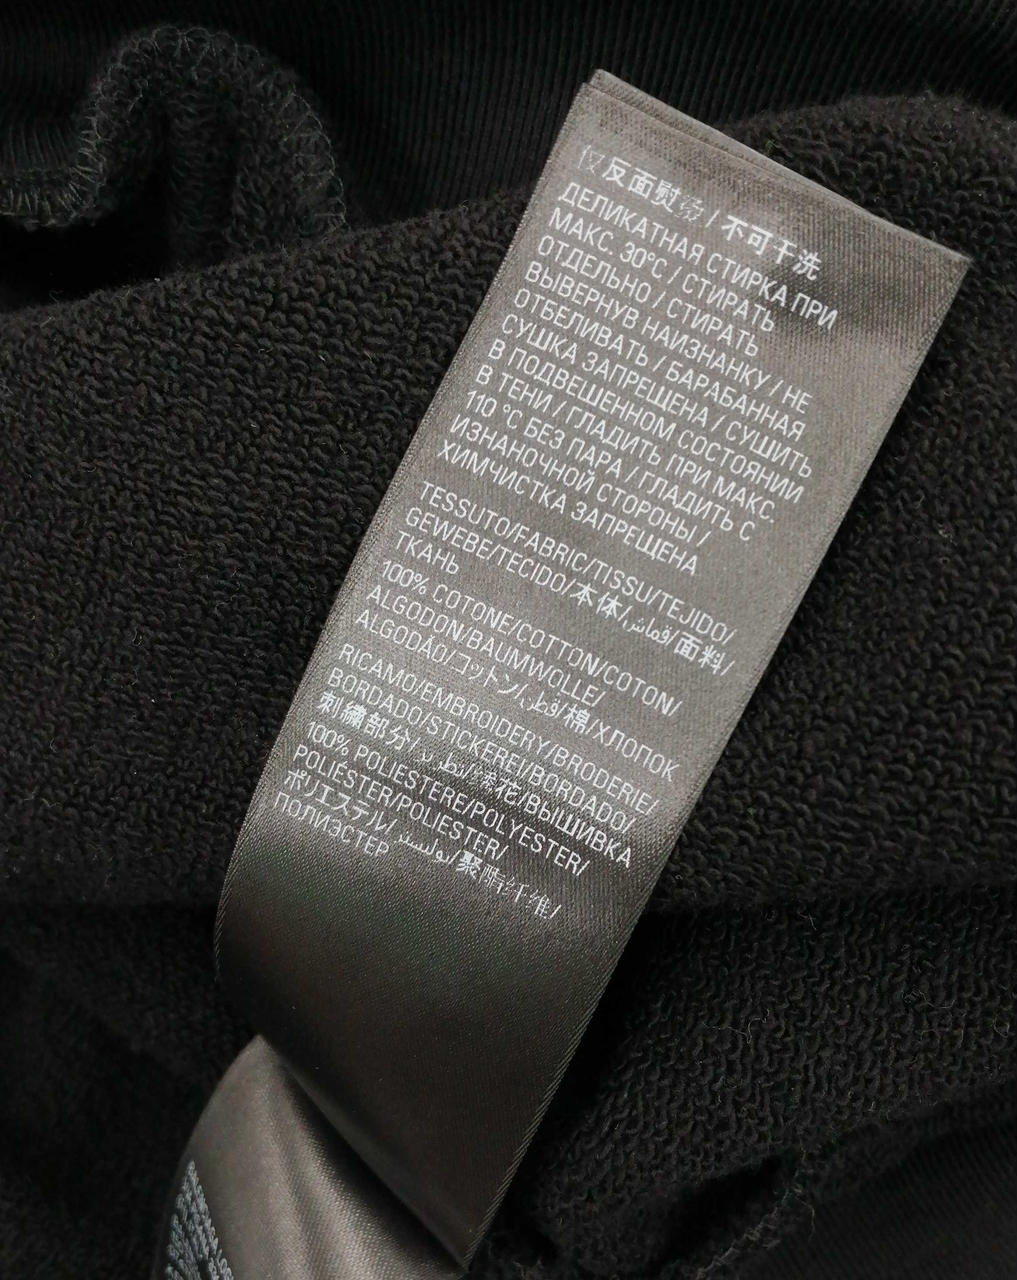 仅反面熨烫 / 不可干洗
ДЕЛИКАТНАЯ СТИРКА ПРИ
МАКС. 30°C / СТИРАТЬ
ОТДЕЛЬНО / СТИРАТЬ
ВЫВЕРНУВ НАИЗНАНКУ / НЕ
ОТБЕЛИВАТЬ / БАРАБАННАЯ
СУШКА ЗАПРЕЩЕНА / СУШИТЬ
В ПОДВЕШЕННОМ СОСТОЯНИИ
В ТЕНИ / ГЛАДИТЬ ПРИ МАКС.
110 °C БЕЗ ПАРА / ГЛАДИТЬ С
ИЗНАНОЧНОЙ СТОРОНЫ /
ХИМЧИСТКА ЗАПРЕЩЕНА
TESSUTO/FABRIC/TISSU/TEJIDO/
GEWEBE/TECIDO/本体/قماش/面料/
ТКАНЬ
100% COTONE/COTTON/COTON/
ALGODON/BAUMWOLLE/
ALGODÃO/コットン/قطن/棉/ХЛОПОК
RICAMO/EMBROIDERY/BRODERIE/
BORDADO/STICKEREI/BORDADO/
刺繍部分/تطريز/绣花/ВЫШИВКА
100% POLIESTERE/POLYESTER/
POLIÉSTER/POLIESTER/
ポリエステル/بوليستر/聚酯纤维/
ПОЛИЭСТЕР